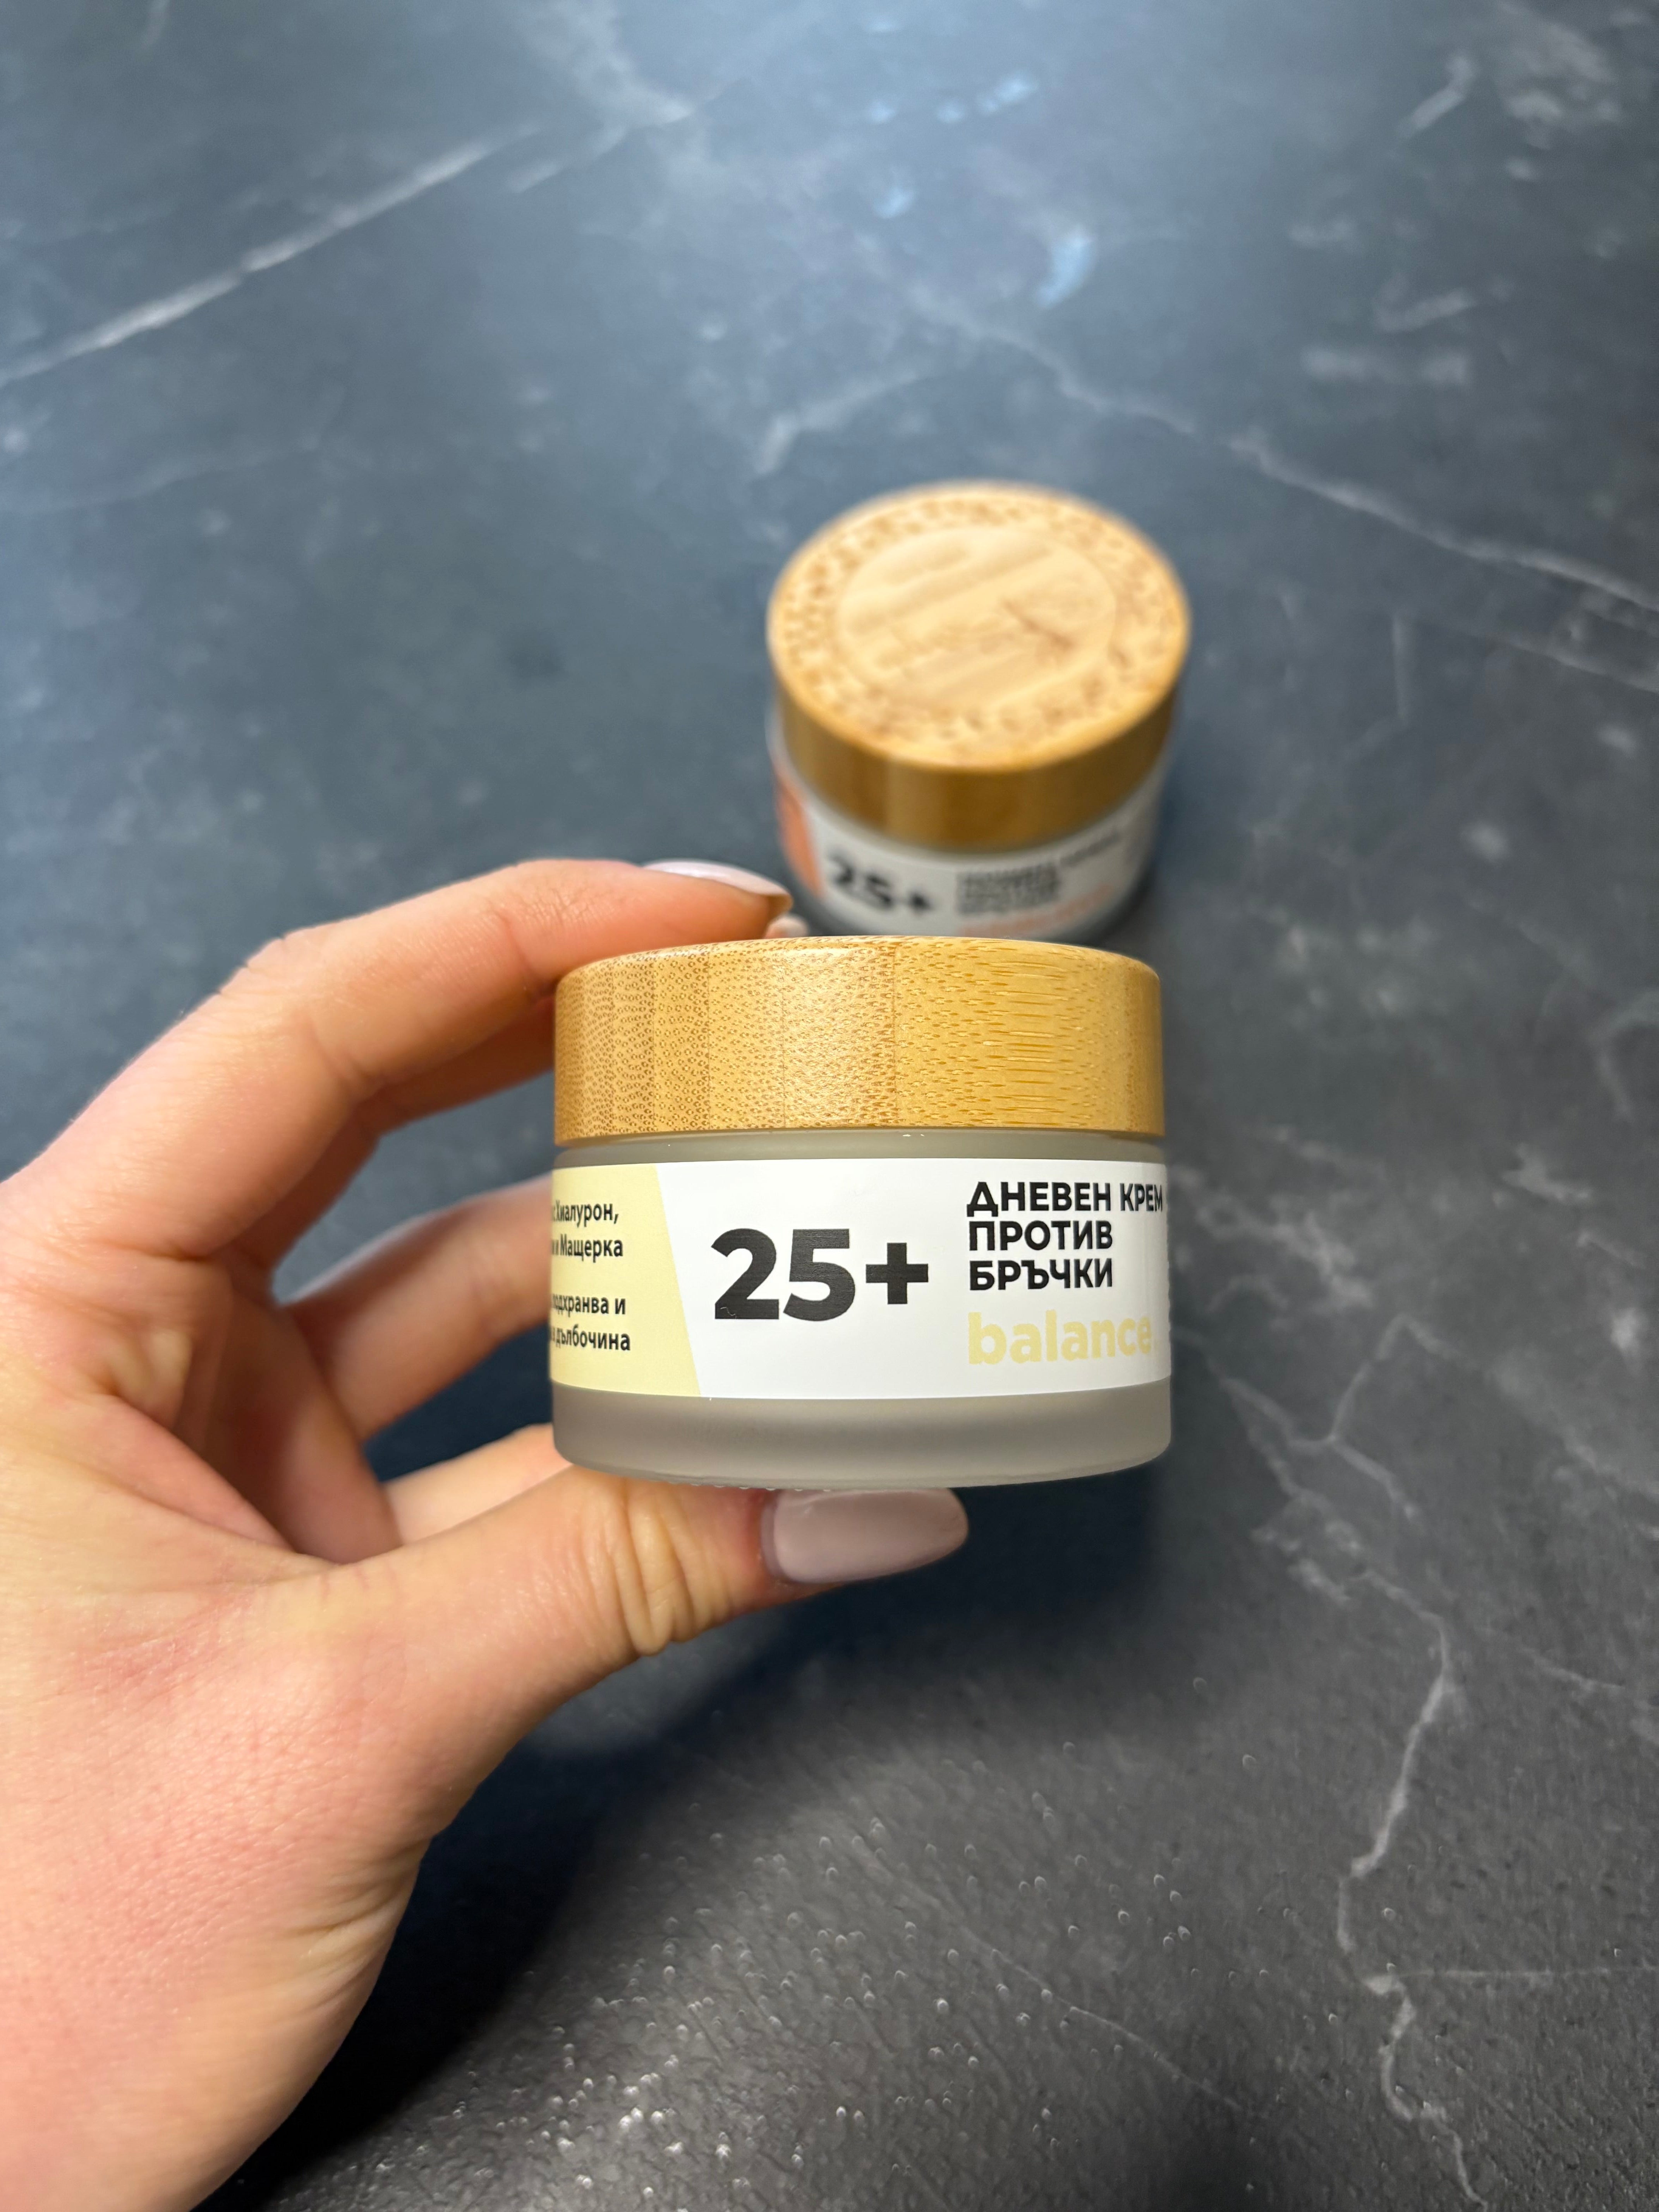 Хиалурон,
и Мащерка
подхранва и
дълбочина
25+
ДНЕВЕН КРЕМ
ПРОТИВ
БРЪЧКИ
balance
25+